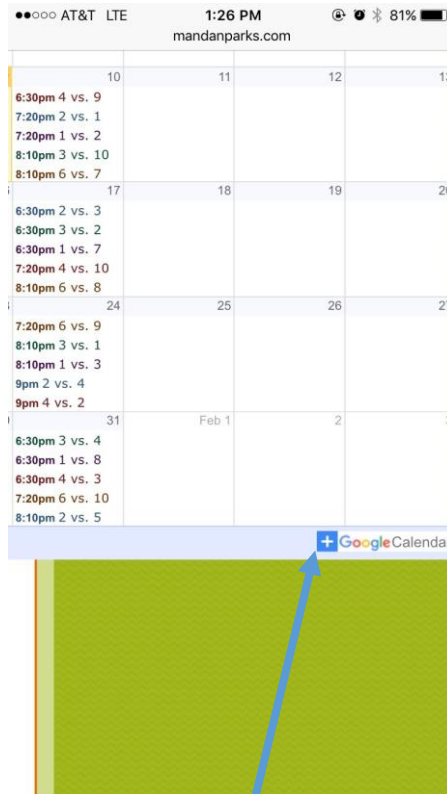 AT&T LTE 1:26 PM 81%
mandanparks.com
10 11 12
6:30pm 4 vs. 9
7:20pm 2 vs. 1
7:20pm 1 vs. 2
8:10pm 3 vs. 10
8:10pm 6 vs. 7
17 18 19
6:30pm 2 vs. 3
6:30pm 3 vs. 2
6:30pm 1 vs. 7
7:20pm 4 vs. 10
8:10pm 6 vs. 8
24 25 26
7:20pm 6 vs. 9
8:10pm 3 vs. 1
8:10pm 1 vs. 3
9pm 2 vs. 4
9pm 4 vs. 2
31 Feb 1 2
6:30pm 3 vs. 4
6:30pm 1 vs. 8
6:30pm 4 vs. 3
7:20pm 6 vs. 10
8:10pm 2 vs. 5
+ GoogleCalenda